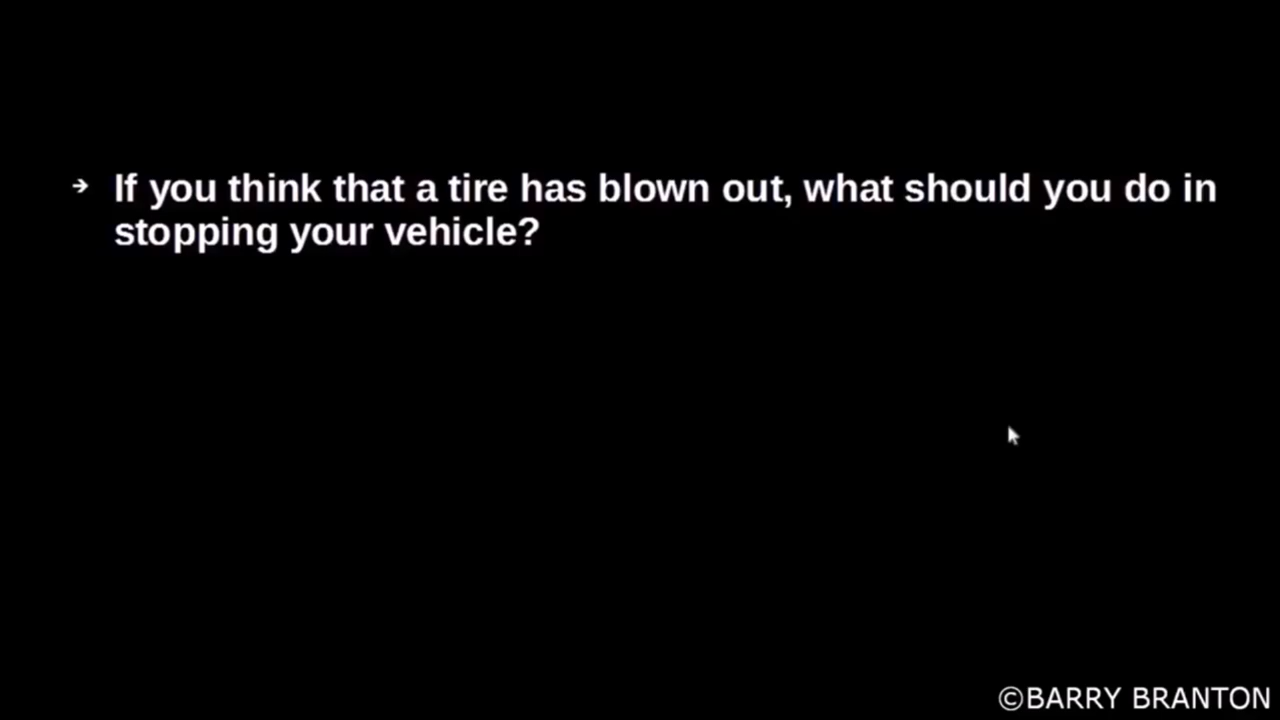 → If you think that a tire has blown out, what should you do in
stopping your vehicle?
©BARRY BRANTON